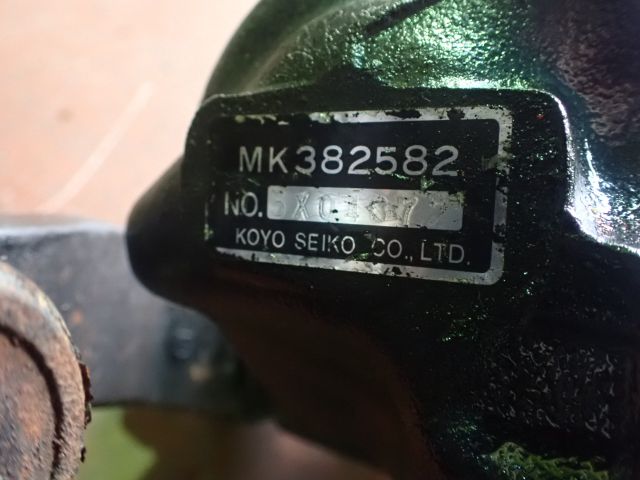 MK382582
NO.
KOYO SEIKO CO., LTD.